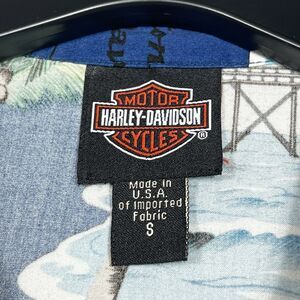 MOTOR
HARLEY-DAVIDSON
CYCLES
®
Made in
U.S.A.
of Imported
Fabric
S